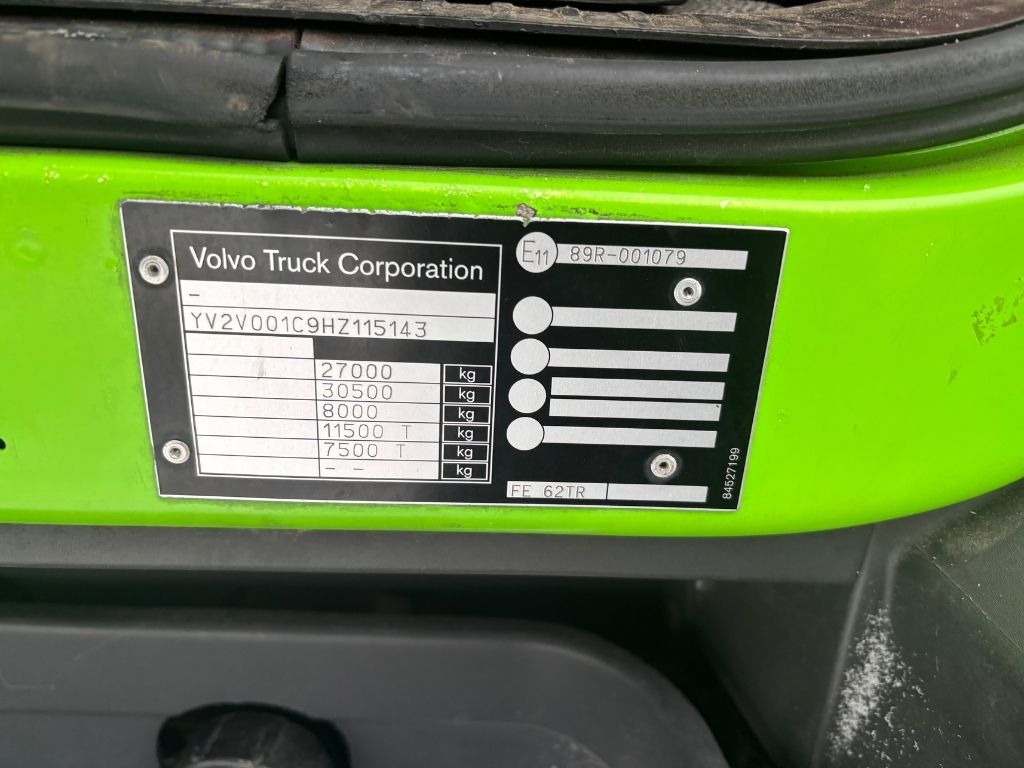 Volvo Truck Corporation
–
YV2V001C9HZ115143
27000 kg
30500 kg
8000 kg
11500 T kg
7500 T kg
– – kg
E11 89R-001079
FE 62TR
84527199